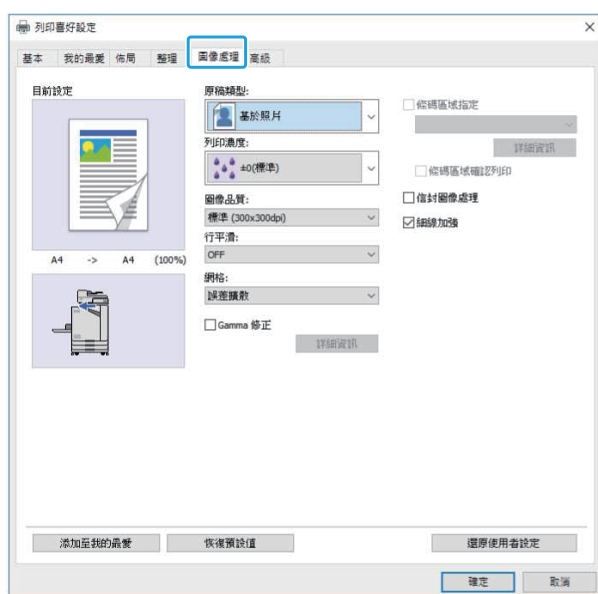 列印喜好設定
基本 我的最愛 佈局 整理 圖像處理 高級
目前設定
A4 -> A4 (100%)
原稿類型:
基於照片
列印濃度:
±0(標準)
圖像品質:
標準 (300x300dpi)
行平滑:
OFF
網格:
誤差擴散
Gamma 修正
詳細資訊
條碼區域指定
詳細資訊
條碼區域確認列印
信封圖像處理
細線加強
添加至我的最愛 恢復預設值 還原使用者設定
確定 取消